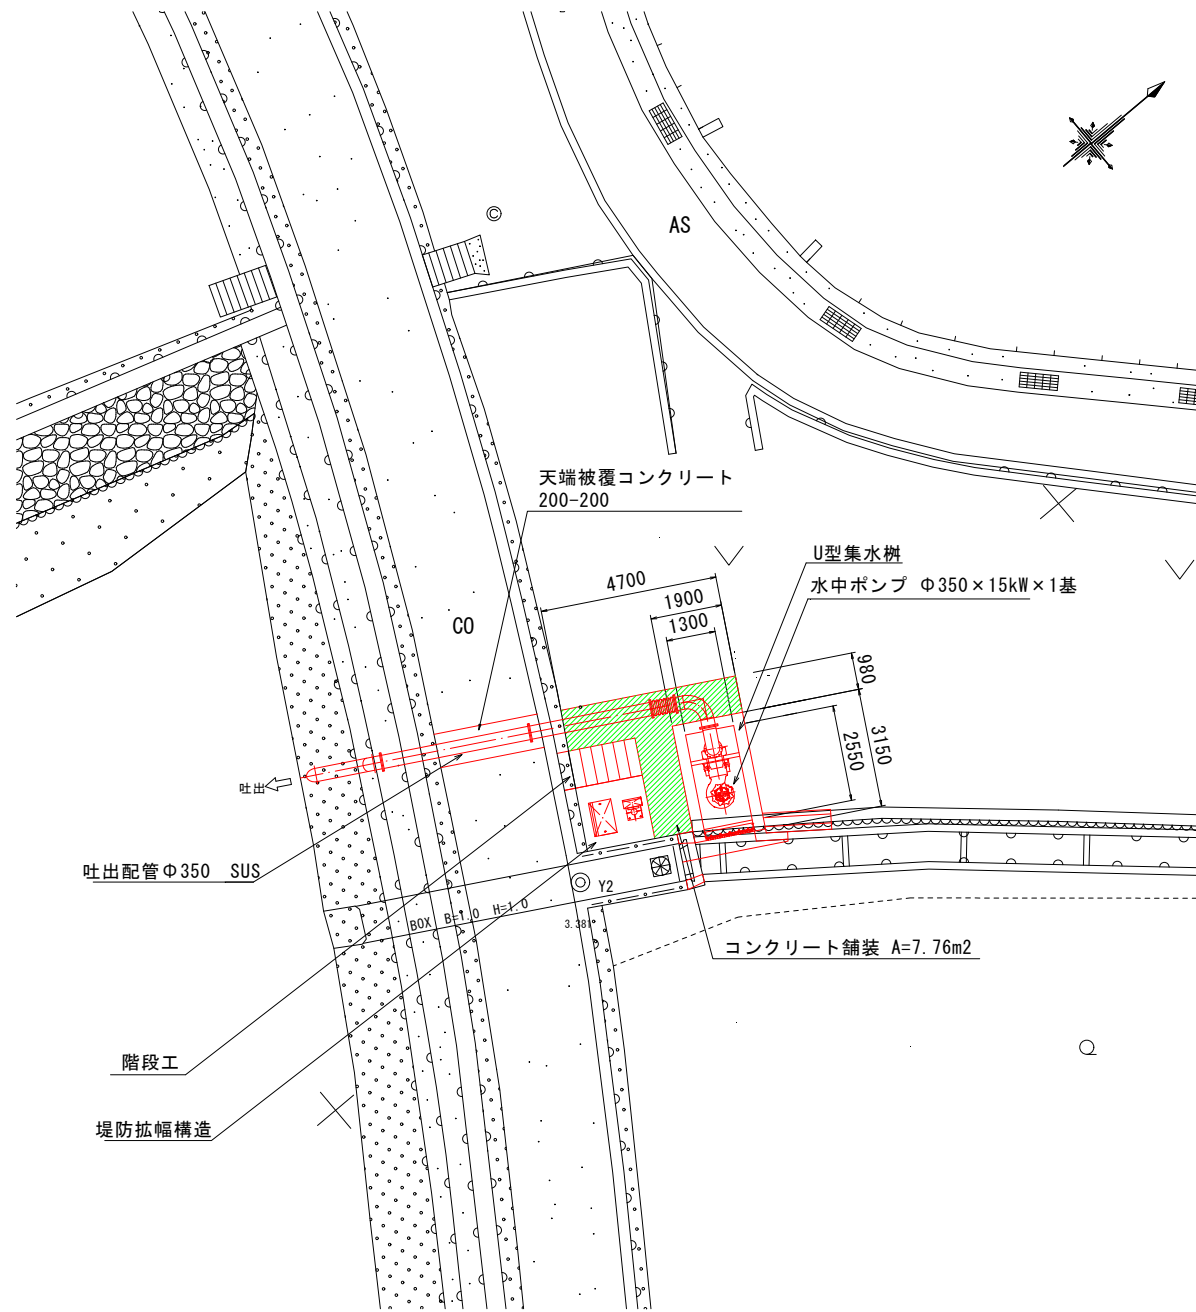 ©
AS
天端被覆コンクリート
200-200
U型集水桝
水中ポンプ Φ350×15kW×1基
4700
1900
1300
CO
980
3150
2550
吐出
吐出配管Φ350 SUS
Y2
BOX B=1.0 H=1.0
3.381
コンクリート舗装 A=7.76m2
階段工
堤防拡幅構造